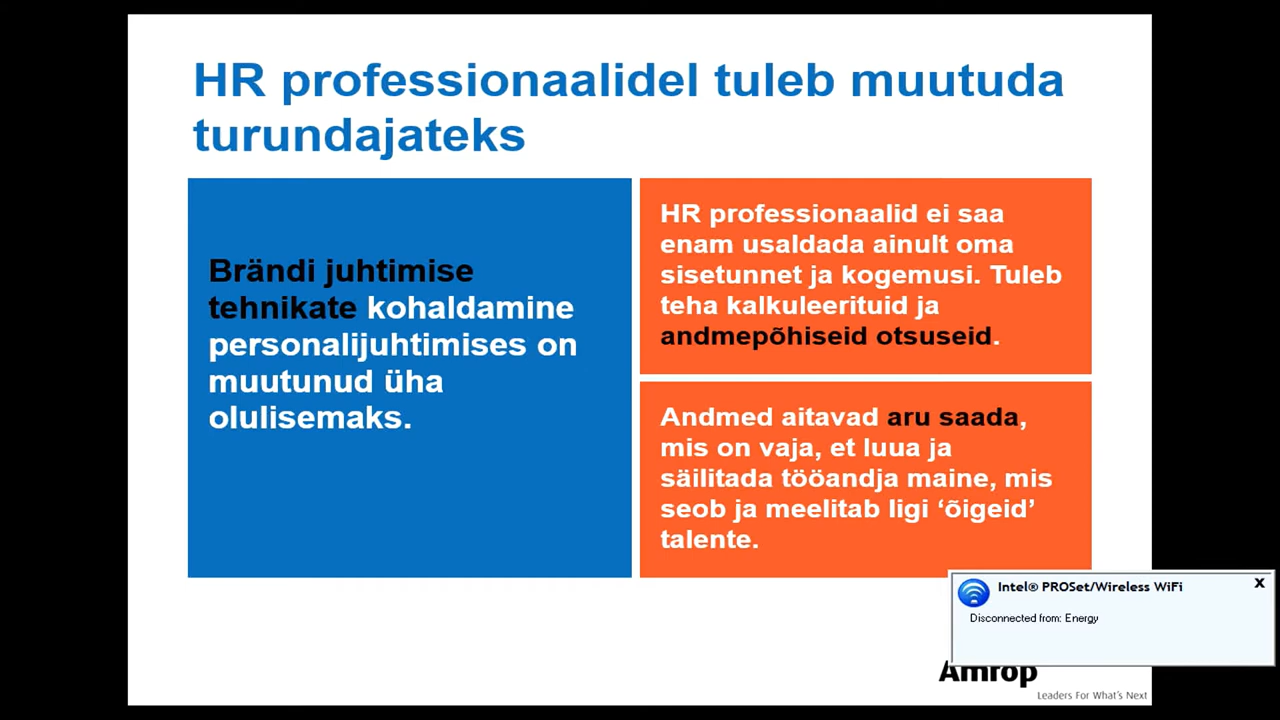 HR professionaalidel tuleb muutuda
turundajateks
Brändi juhtimise
tehnikate kohaldamine
personalijuhtimises on
muutunud üha
olulisemaks.
HR professionaalid ei saa
enam usaldada ainult oma
sisetunnet ja kogemusi. Tuleb
teha kalkuleerituid ja
andmepõhiseid otsuseid.
Andmed aitavad aru saada,
mis on vaja, et luua ja
säilitada tööandja maine, mis
seob ja meelitab ligi ‘õigeid’
talente.
Intel® PROSet/Wireless WiFi
X
Disconnected from: Energy
Amrop
Leaders For What's Next